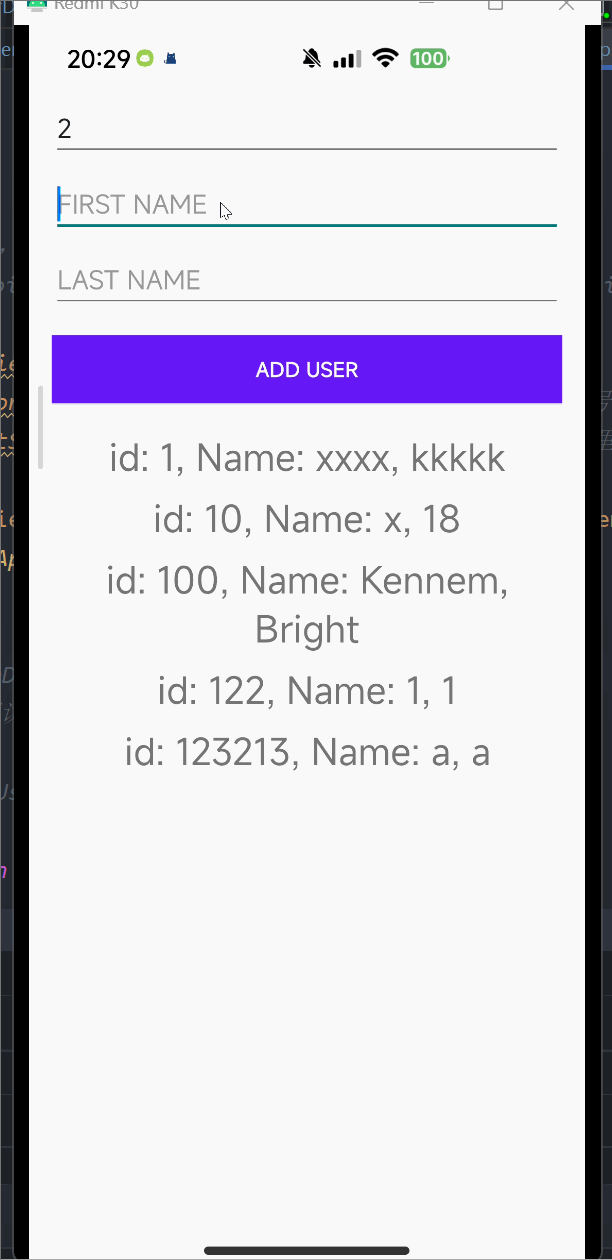 Redmi K30
20:29
100
2
FIRST NAME
LAST NAME
ADD USER
id: 1, Name: xxxx, kkkkk
id: 10, Name: x, 18
id: 100, Name: Kennem,
Bright
id: 122, Name: 1, 1
id: 123213, Name: a, a